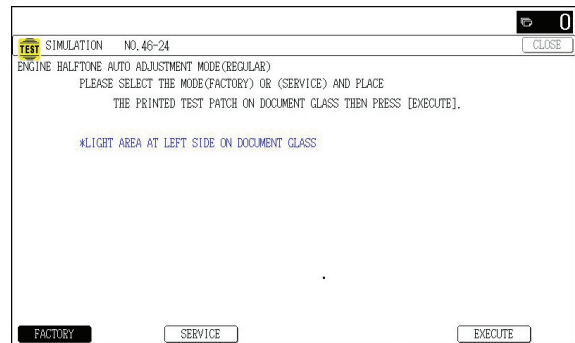 0
TEST SIMULATION NO.46-24 CLOSE
ENGINE HALFTONE AUTO ADJUSTMENT MODE(REGULAR)
PLEASE SELECT THE MODE(FACTORY) OR (SERVICE) AND PLACE
THE PRINTED TEST PATCH ON DOCUMENT GLASS THEN PRESS [EXECUTE].
*LIGHT AREA AT LEFT SIDE ON DOCUMENT GLASS
FACTORY SERVICE EXECUTE